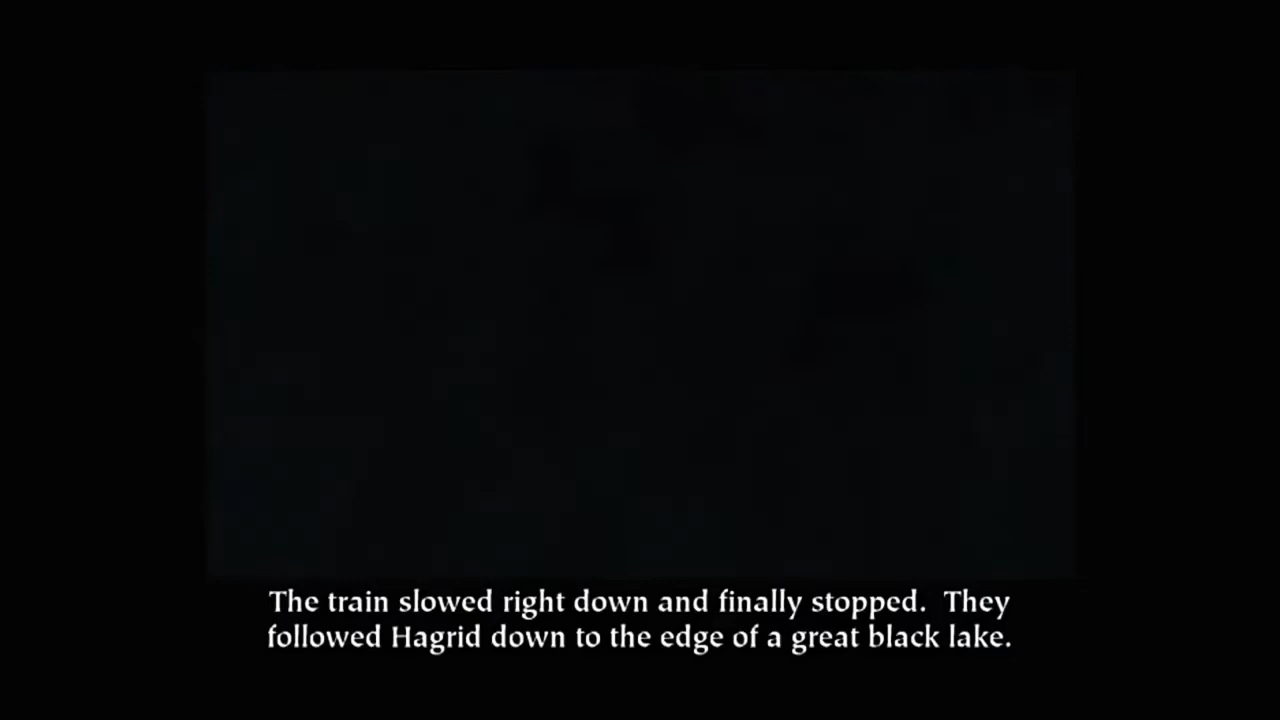 The train slowed right down and finally stopped.  They
followed Hagrid down to the edge of a great black lake.